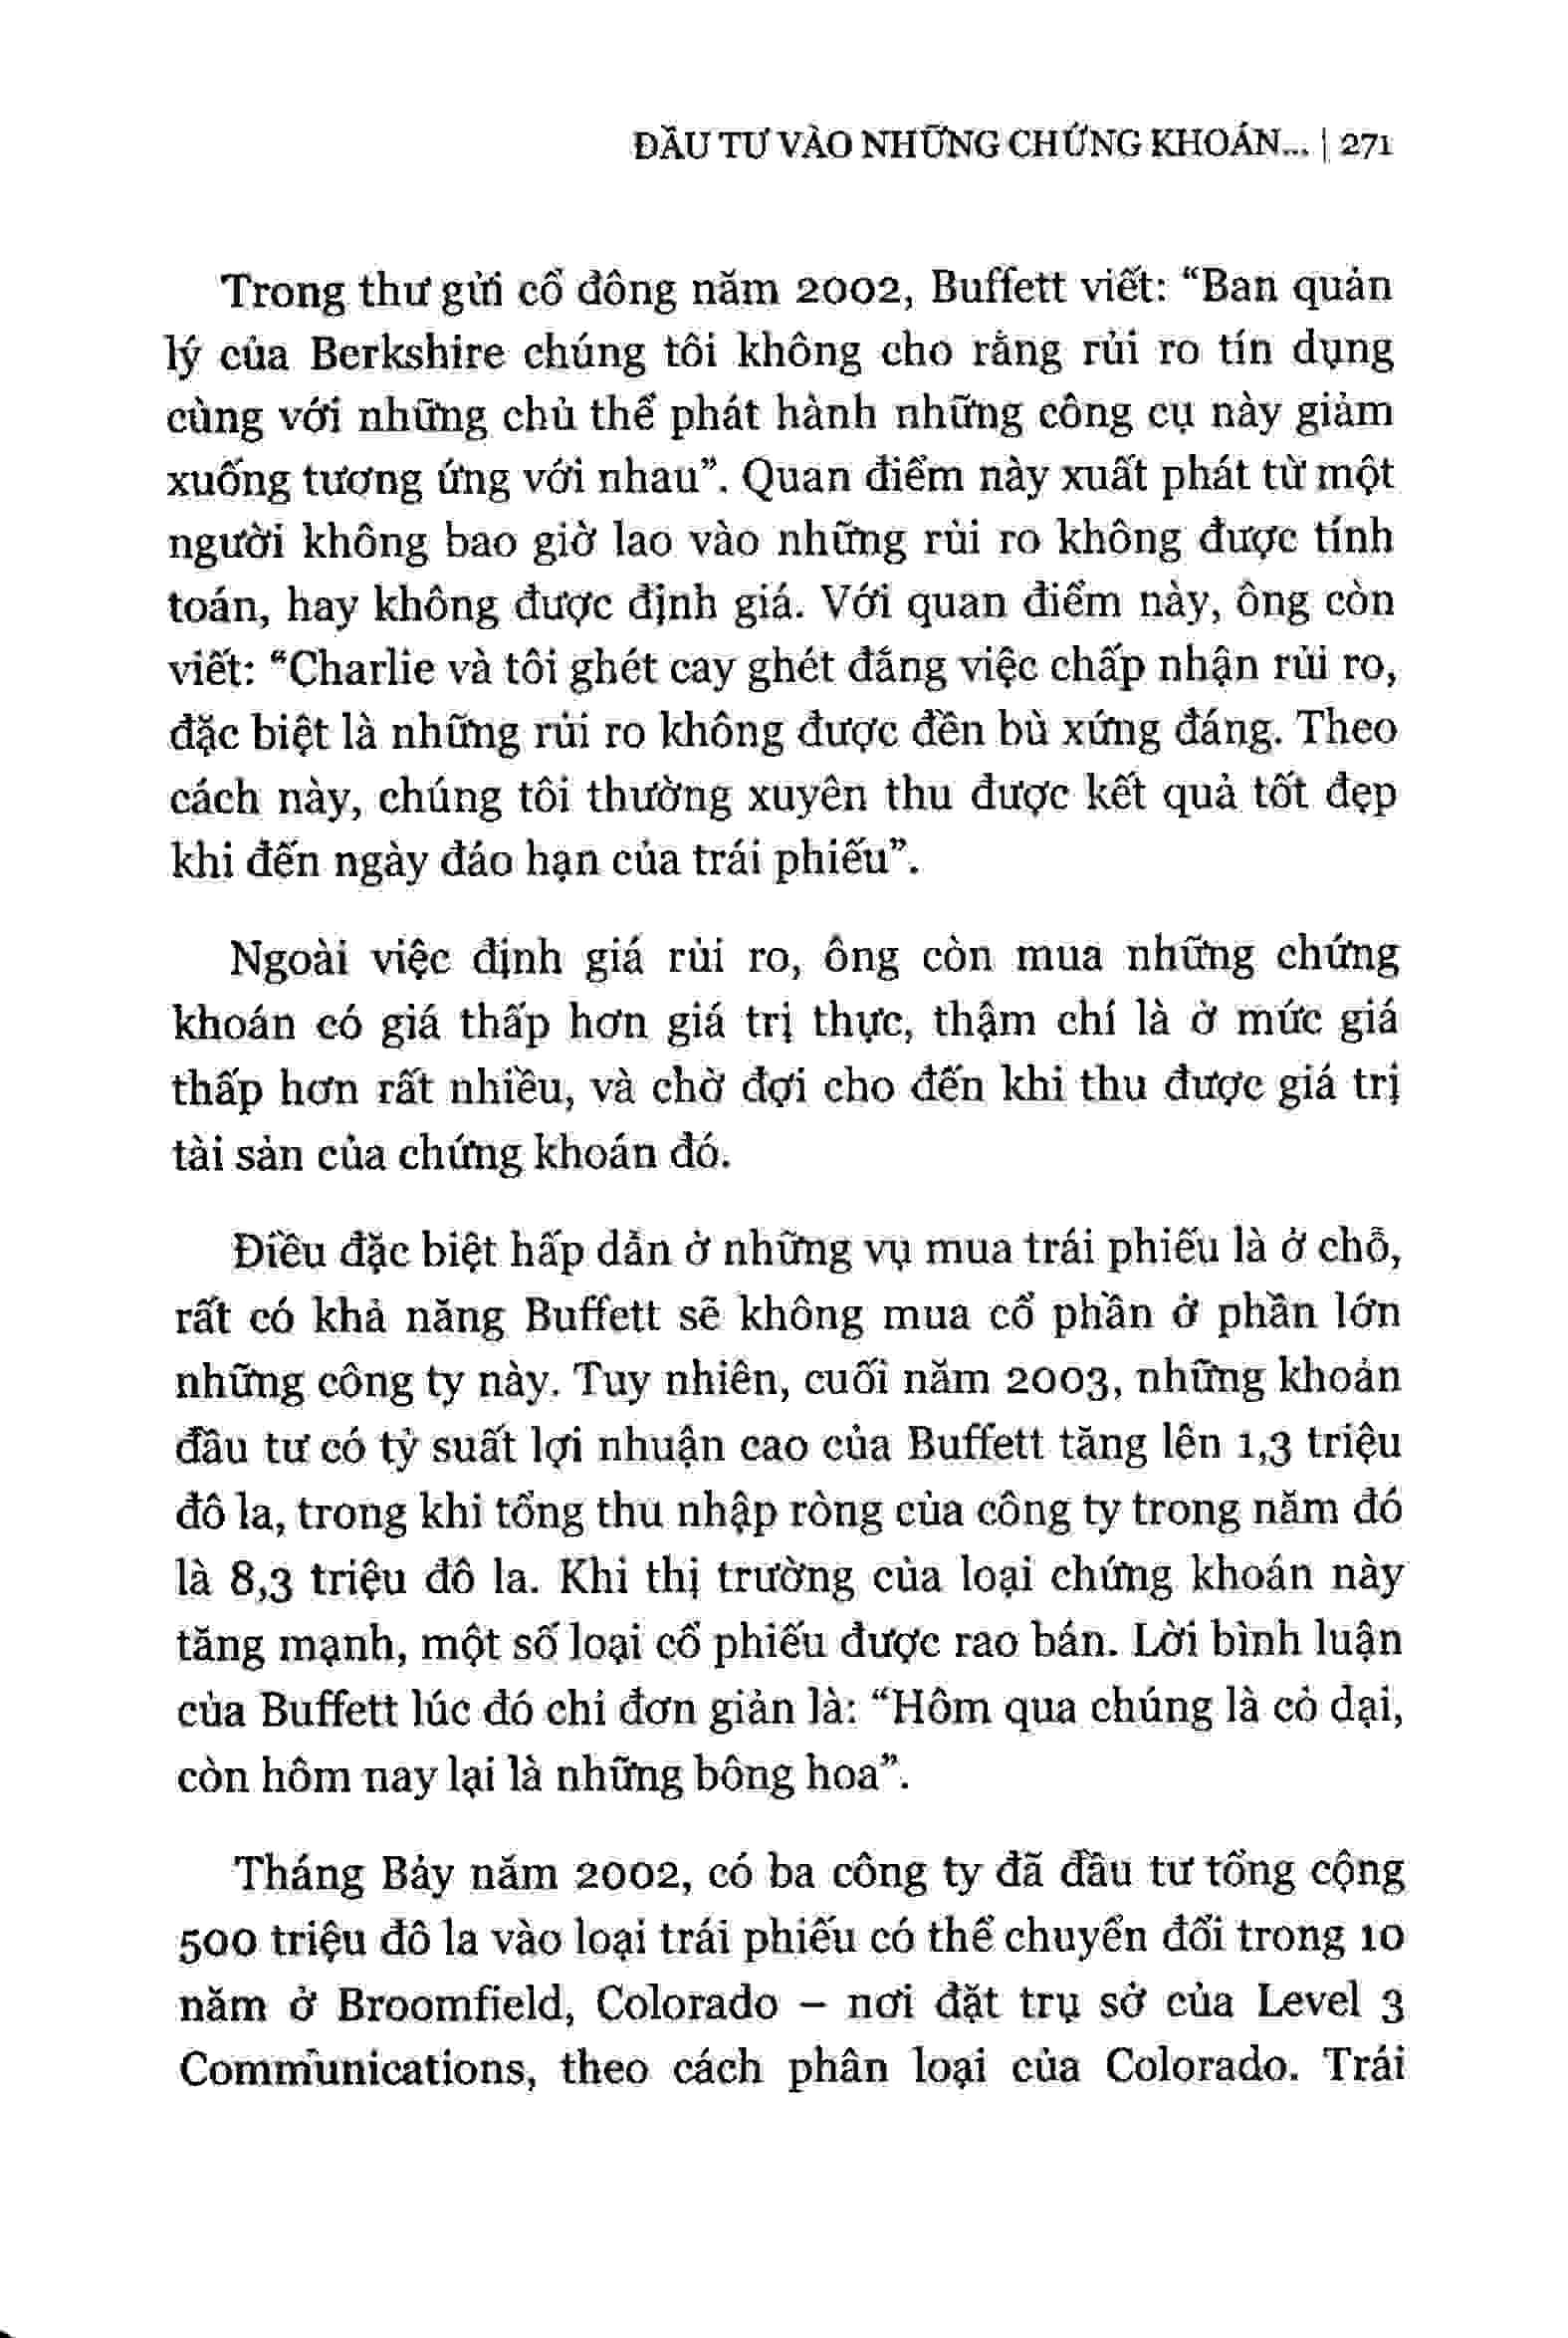 ĐẦU TƯ VÀO NHỮNG CHỨNG KHOÁN... | 271
Trong thư gửi cổ đông năm 2002, Buffett viết: “Ban quản
lý của Berkshire chúng tôi không cho rằng rủi ro tín dụng
cùng với những chủ thể phát hành những công cụ này giảm
xuống tương ứng với nhau”. Quan điểm này xuất phát từ một
người không bao giờ lao vào những rủi ro không được tính
toán, hay không được định giá. Với quan điểm này, ông còn
viết: “Charlie và tôi ghét cay ghét đắng việc chấp nhận rủi ro,
đặc biệt là những rủi ro không được đền bù xứng đáng. Theo
cách này, chúng tôi thường xuyên thu được kết quả tốt đẹp
khi đến ngày đáo hạn của trái phiếu”.
Ngoài việc định giá rủi ro, ông còn mua những chứng
khoán có giá thấp hơn giá trị thực, thậm chí là ở mức giá
thấp hơn rất nhiều, và chờ đợi cho đến khi thu được giá trị
tài sản của chứng khoán đó.
Điều đặc biệt hấp dẫn ở những vụ mua trái phiếu là ở chỗ,
rất có khả năng Buffett sẽ không mua cổ phần ở phần lớn
những công ty này. Tuy nhiên, cuối năm 2003, những khoản
đầu tư có tỷ suất lợi nhuận cao của Buffett tăng lên 1,3 triệu
đô la, trong khi tổng thu nhập ròng của công ty trong năm đó
là 8,3 triệu đô la. Khi thị trường của loại chứng khoán này
tăng mạnh, một số loại cổ phiếu được rao bán. Lời bình luận
của Buffett lúc đó chỉ đơn giản là: “Hôm qua chúng là cỏ dại,
còn hôm nay lại là những bông hoa”.
Tháng Bảy năm 2002, có ba công ty đã đầu tư tổng cộng
500 triệu đô la vào loại trái phiếu có thể chuyển đổi trong 10
năm ở Broomfield, Colorado – nơi đặt trụ sở của Level 3
Communications, theo cách phân loại của Colorado. Trái